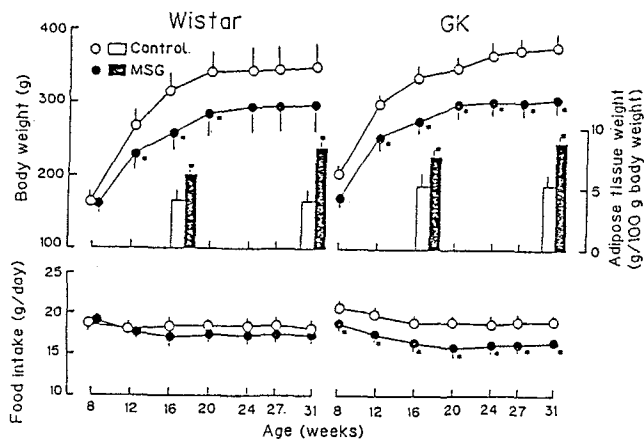 Wistar
GK
Control.
MSG
Body weight (g)
400
300
200
100
Adipose tissue weight
(g/100 g body weight)
10
5
0
Food intake (g/day)
25
20
15
10
8 12 16 20 24 27. 31
8 12 16 20 24 27 31
Age (weeks)